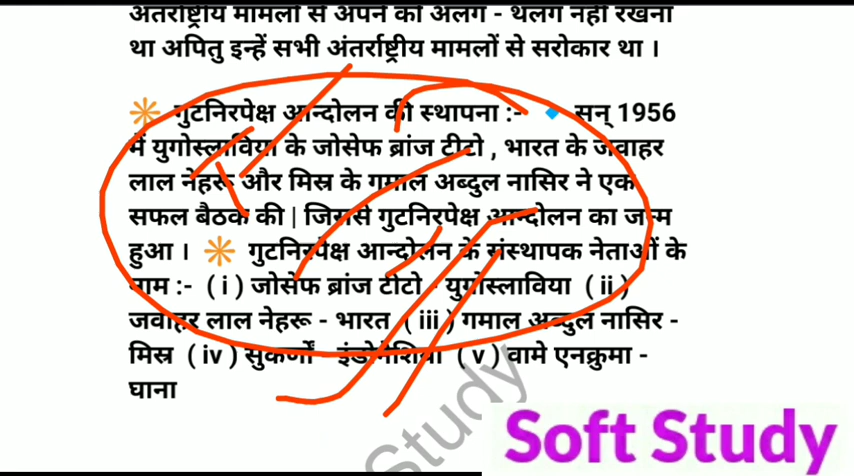 अंतर्राष्ट्रीय मामलों से अपने को अलग - थलग नहीं रखना
था अपितु इन्हें सभी अंतर्राष्ट्रीय मामलों से सरोकार था ।
गुटनिरपेक्ष आन्दोलन की स्थापना :- सन् 1956
में युगोस्लाविया के जोसेफ ब्रांज टीटो , भारत के जवाहर
लाल नेहरू और मिस्र के गमाल अब्दुल नासिर ने एक
सफल बैठक की | जिससे गुटनिरपेक्ष आन्दोलन का जन्म
हुआ । गुटनिरपेक्ष आन्दोलन के संस्थापक नेताओं के
नाम :- ( i ) जोसेफ ब्रांज टीटो - युगोस्लाविया ( ii )
जवाहर लाल नेहरू - भारत ( iii ) गमाल अब्दुल नासिर -
मिस्र ( iv ) सुकर्णों - इंडोनेशिया ( v ) वामे एनक्रुमा -
घाना
Study
Soft Study